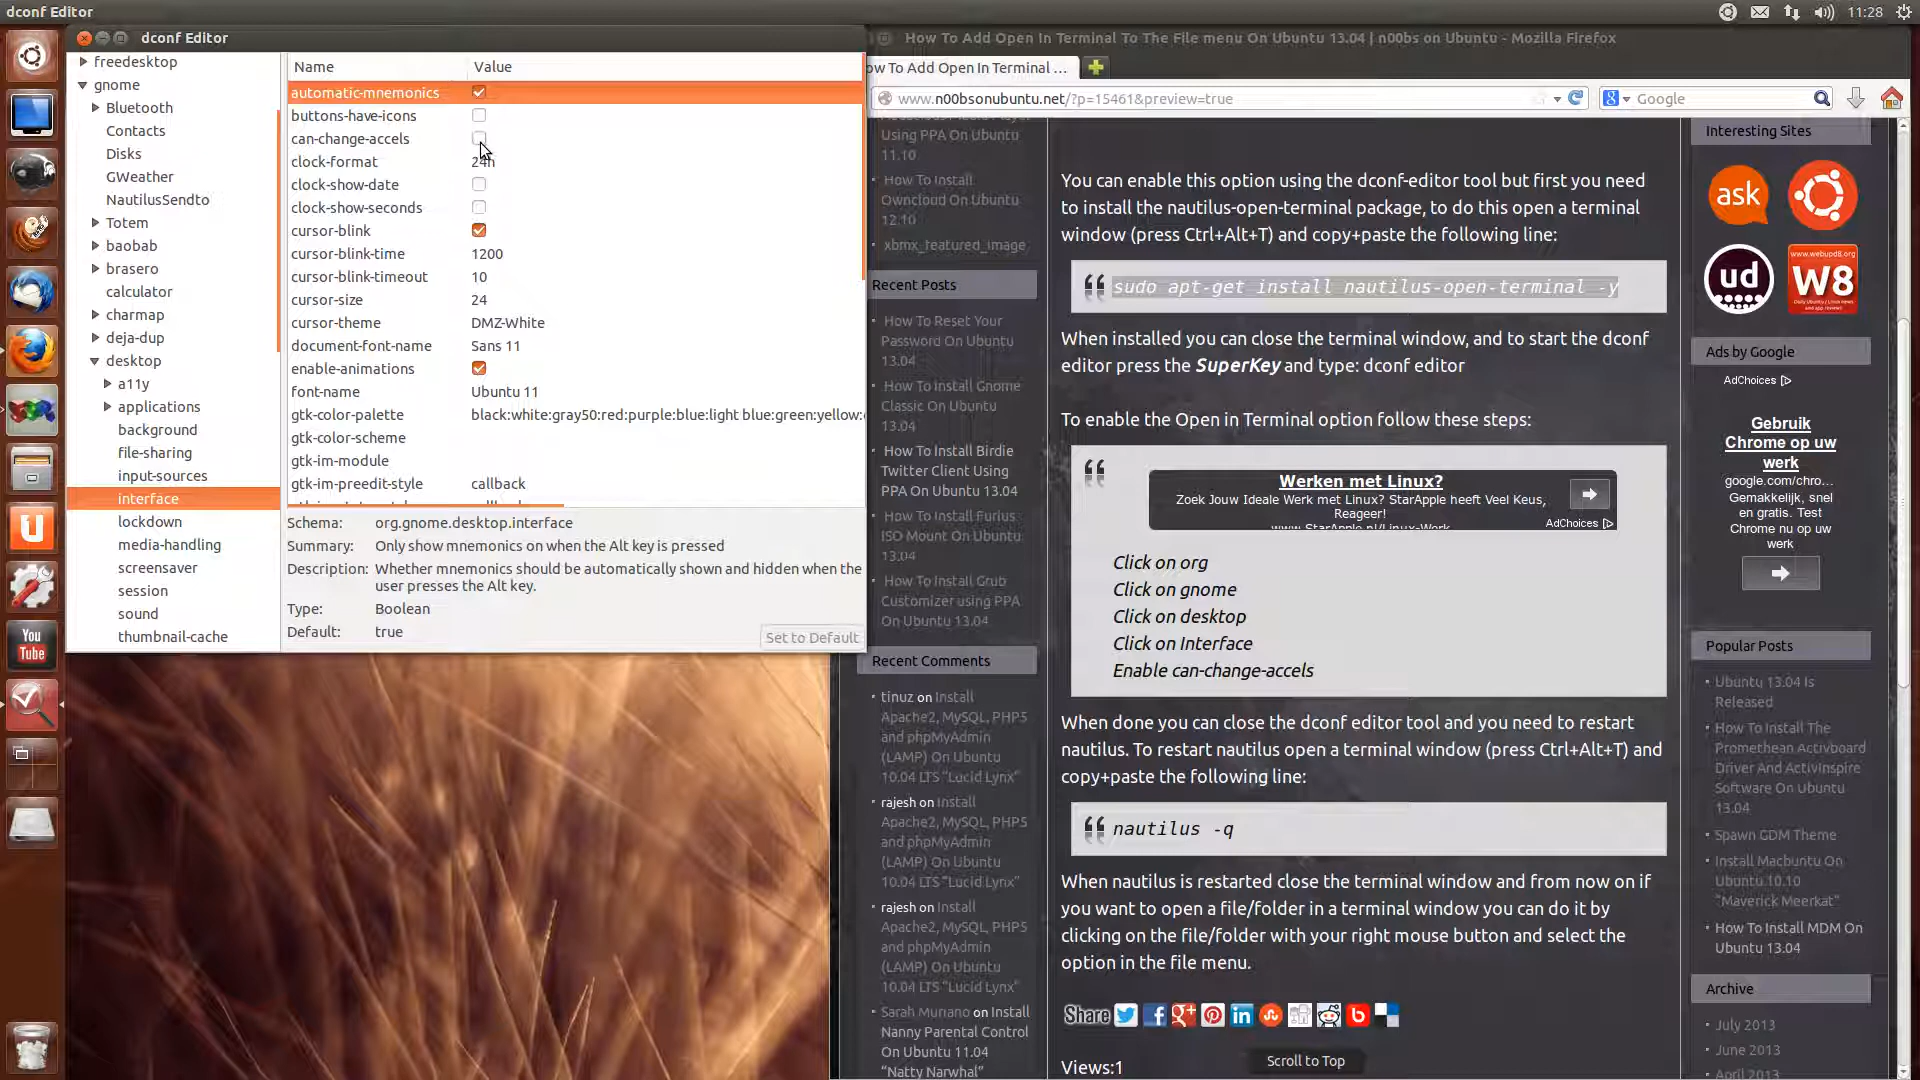 dconf Editor
11:28
dconf Editor
freedesktop
gnome
Bluetooth
Contacts
Disks
GWeather
NautilusSendto
Totem
baobab
brasero
calculator
charmap
deja-dup
desktop
a11y
applications
background
file-sharing
input-sources
interface
lockdown
media-handling
screensaver
session
sound
thumbnail-cache
Name Value
automatic-mnemonics
buttons-have-icons
can-change-accels
clock-format 24h
clock-show-date
clock-show-seconds
cursor-blink
cursor-blink-time 1200
cursor-blink-timeout 10
cursor-size 24
cursor-theme DMZ-White
document-font-name Sans 11
enable-animations
font-name Ubuntu 11
gtk-color-palette black:white:gray50:red:purple:blue:light blue:green:yellow:
gtk-color-scheme
gtk-im-module
gtk-im-preedit-style callback
Schema: org.gnome.desktop.interface
Summary: Only show mnemonics on when the Alt key is pressed
Description: Whether mnemonics should be automatically shown and hidden when the
user presses the Alt key.
Type: Boolean
Default: true
Set to Default
How To Add Open In Terminal To The File menu On Ubuntu 13.04 | n00bs on Ubuntu - Mozilla Firefox
ow To Add Open In Terminal ...
www.n00bsonubuntu.net/?p=15461&preview=true
Google
Using PPA On Ubuntu
11.10
How To Install
Owncloud On Ubuntu
12.10
xbmx_featured_image
Recent Posts
How To Reset Your
Password On Ubuntu
13.04
How To Install Gnome
Classic On Ubuntu
13.04
How To Install Birdie
Twitter Client Using
PPA On Ubuntu 13.04
How To Install Furius
ISO Mount On Ubuntu
13.04
How To Install Grub
Customizer using PPA
On Ubuntu 13.04
Recent Comments
tinuz on Install
Apache2, MySQL, PHP5
and phpMyAdmin
(LAMP) On Ubuntu
10.04 LTS "Lucid Lynx"
rajesh on Install
Apache2, MySQL, PHP5
and phpMyAdmin
(LAMP) On Ubuntu
10.04 LTS "Lucid Lynx"
rajesh on Install
Apache2, MySQL, PHP5
and phpMyAdmin
(LAMP) On Ubuntu
10.04 LTS "Lucid Lynx"
Sarah Muriano on Install
Nanny Parental Control
On Ubuntu 11.04
"Natty Narwhal"
You can enable this option using the dconf-editor tool but first you need
to install the nautilus-open-terminal package, to do this open a terminal
window (press Ctrl+Alt+T) and copy+paste the following line:
sudo apt-get install nautilus-open-terminal -y
When installed you can close the terminal window, and to start the dconf
editor press the SuperKey and type: dconf editor
To enable the Open in Terminal option follow these steps:
Werken met Linux?
Zoek Jouw Ideale Werk met Linux? StarApple heeft Veel Keus,
Reageer!
www.StarApple.nl/Linux-Werk
AdChoices
Click on org
Click on gnome
Click on desktop
Click on Interface
Enable can-change-accels
When done you can close the dconf editor tool and you need to restart
nautilus. To restart nautilus open a terminal window (press Ctrl+Alt+T) and
copy+paste the following line:
nautilus -q
When nautilus is restarted close the terminal window and from now on if
you want to open a file/folder in a terminal window you can do it by
clicking on the file/folder with your right mouse button and select the
option in the file menu.
Share
Views:1
Scroll to Top
Interesting Sites
ask
ud
www.webupd8.org
W8
Ads by Google
AdChoices
Gebruik
Chrome op uw
werk
google.com/chro...
Gemakkelijk, snel
en gratis. Test
Chrome nu op uw
werk
Popular Posts
Ubuntu 13.04 Is
Released
How To Install The
Promethean Activboard
Driver And ActivInspire
Software On Ubuntu
13.04
Spawn GDM Theme
Install Macbuntu On
Ubuntu 10.10
"Maverick Meerkat"
How To Install MDM On
Ubuntu 13.04
Archive
July 2013
June 2013
April 2013
You
Tube